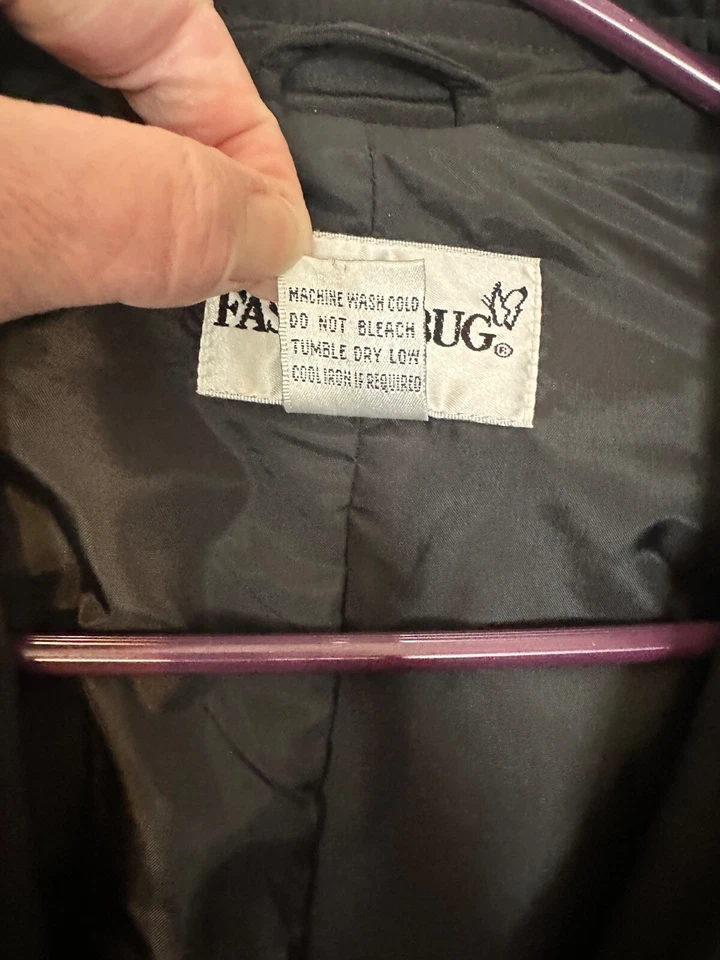 FAS BUG®
MACHINE WASH COLD
DO NOT BLEACH
TUMBLE DRY LOW
COOL IRON IF REQUIRED